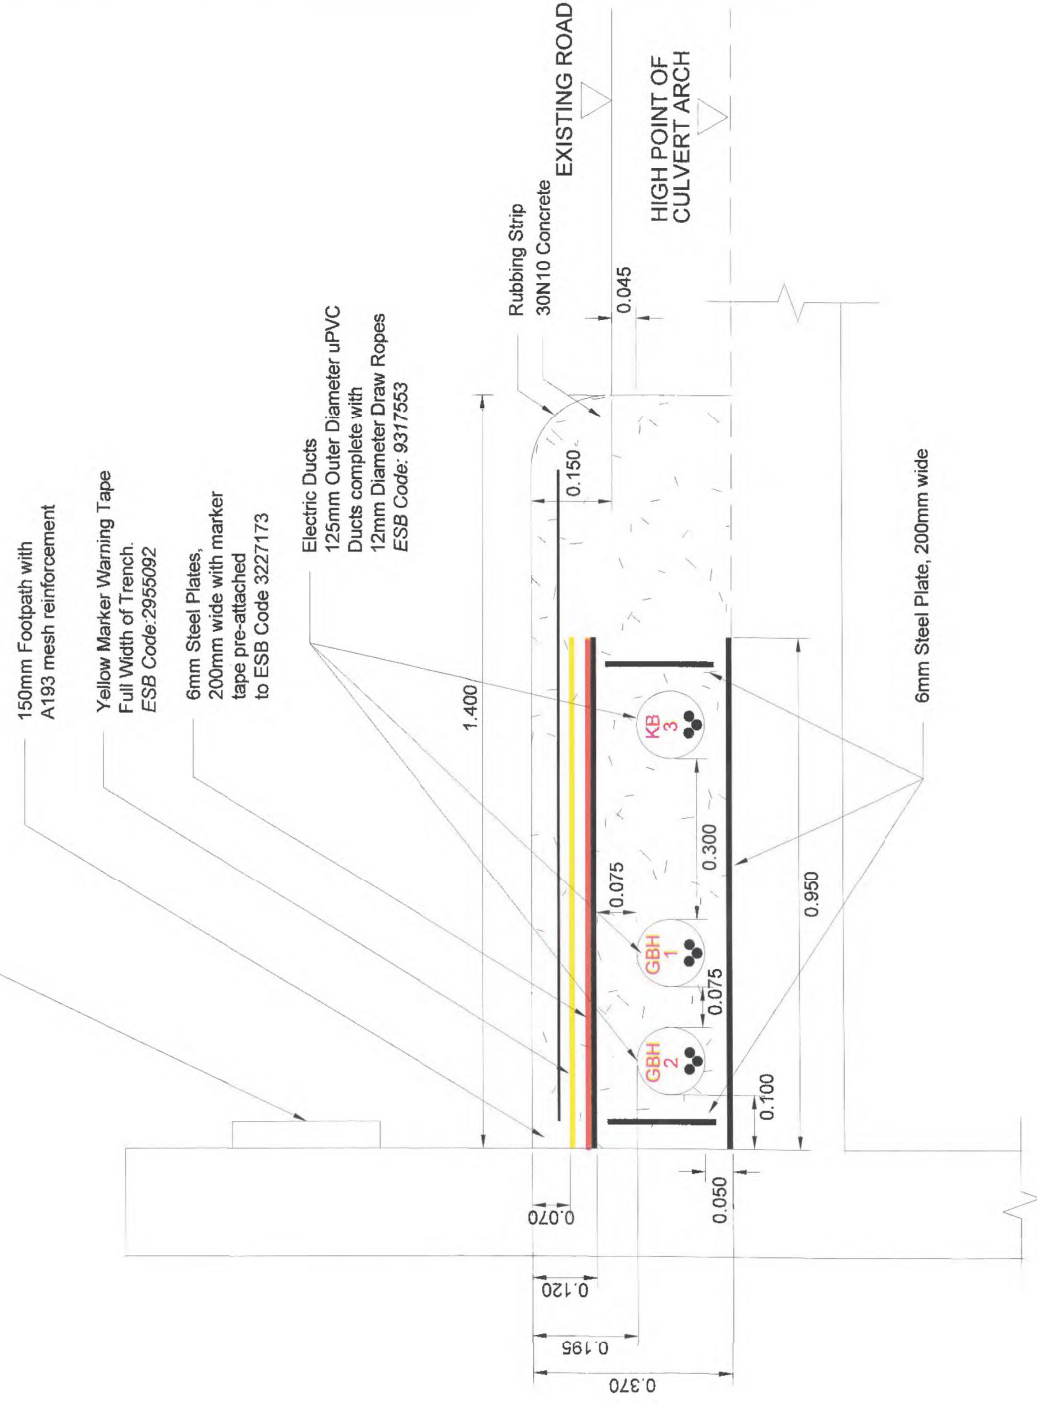 150mm Footpath with
A193 mesh reinforcement
Yellow Marker Warning Tape
Full Width of Trench.
ESB Code:2955092
6mm Steel Plates,
200mm wide with marker
tape pre-attached
to ESB Code 3227173
Electric Ducts
125mm Outer Diameter uPVC
Ducts complete with
12mm Diameter Draw Ropes
ESB Code: 9317553
Rubbing Strip
30N10 Concrete
EXISTING ROAD
HIGH POINT OF
CULVERT ARCH
0.045
0.150
1.400
KB
3
0.300
0.075
GBH
1
0.075
GBH
2
0.100
0.950
6mm Steel Plate, 200mm wide
0.050
0.070
0.120
0.195
0.370